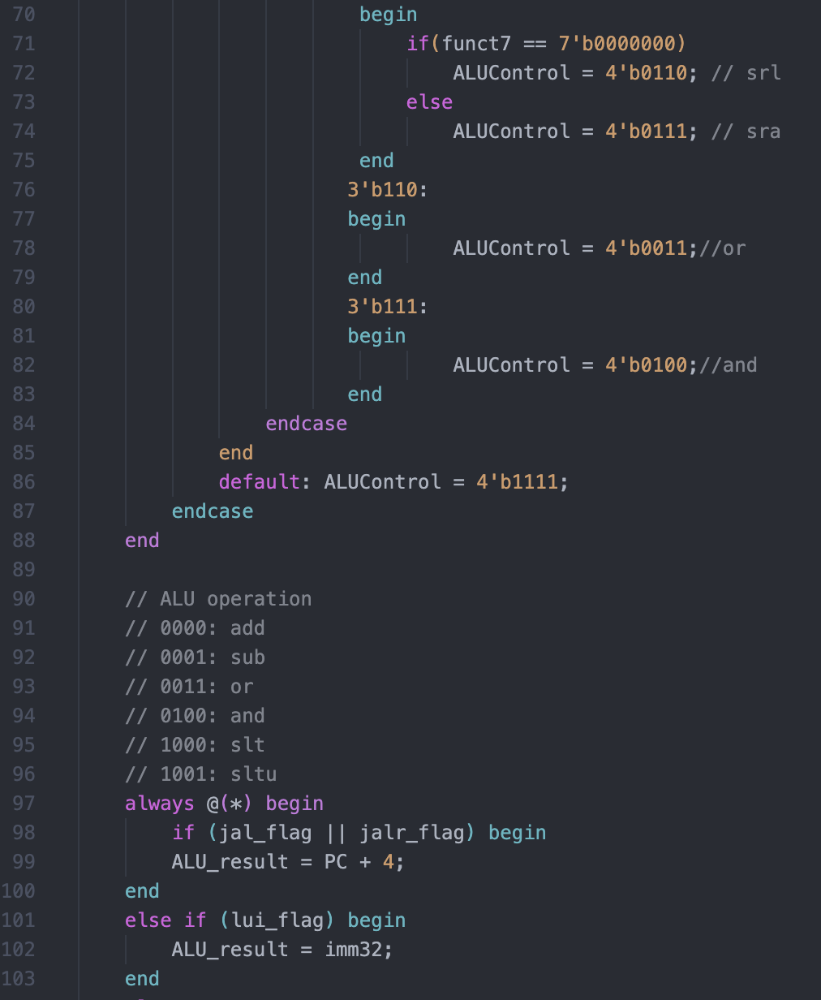 70 begin
71 if(funct7 == 7'b0000000)
72 ALUControl = 4'b0110; // srl
73 else
74 ALUControl = 4'b0111; // sra
75 end
76 3'b110:
77 begin
78 ALUControl = 4'b0011;//or
79 end
80 3'b111:
81 begin
82 ALUControl = 4'b0100;//and
83 end
84 endcase
85 end
86 default: ALUControl = 4'b1111;
87 endcase
88 end
89
90 // ALU operation
91 // 0000: add
92 // 0001: sub
93 // 0011: or
94 // 0100: and
95 // 1000: slt
96 // 1001: sltu
97 always @(*) begin
98 if (jal_flag || jalr_flag) begin
99 ALU_result = PC + 4;
100 end
101 else if (lui_flag) begin
102 ALU_result = imm32;
103 end